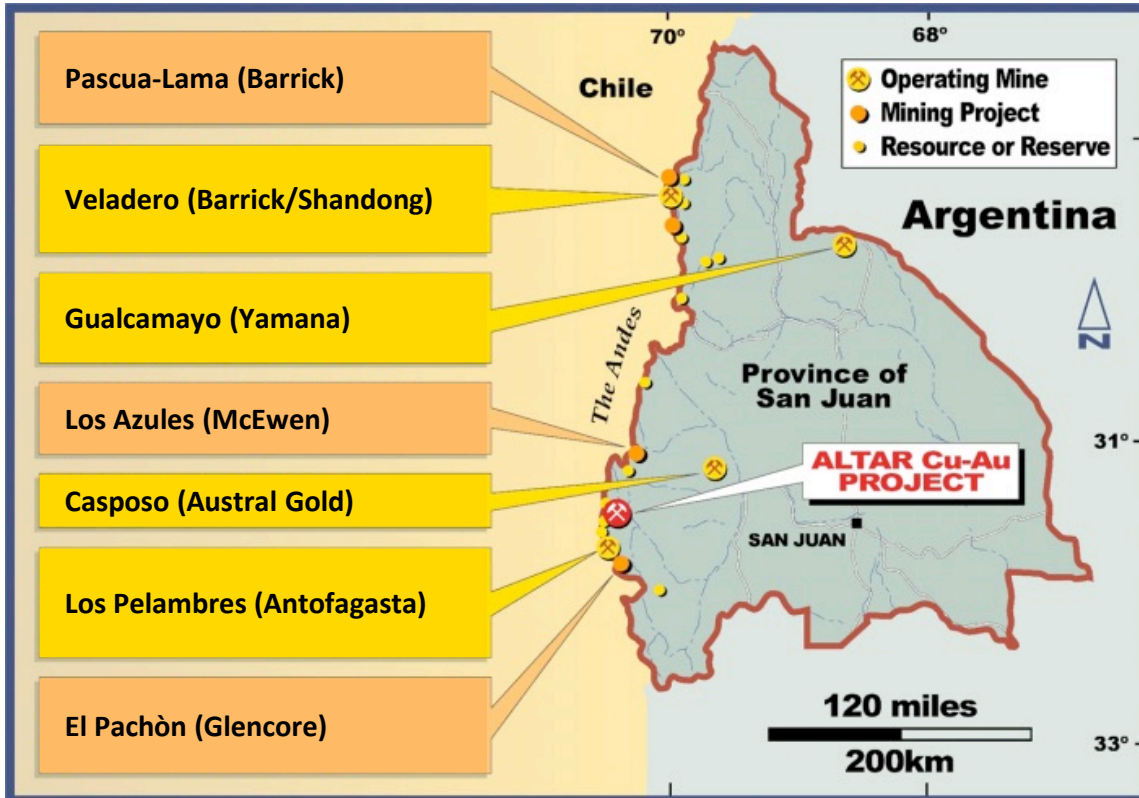 70°
68°
Pascua-Lama (Barrick)
Chile
Operating Mine
Mining Project
Resource or Reserve
Veladero (Barrick/Shandong)
Argentina
Gualcamayo (Yamana)
N
The Andes
Province of
San Juan
Los Azules (McEwen)
31°
ALTAR Cu-Au
PROJECT
Casposo (Austral Gold)
SAN JUAN
Los Pelambres (Antofagasta)
El Pachòn (Glencore)
120 miles
200km
33°